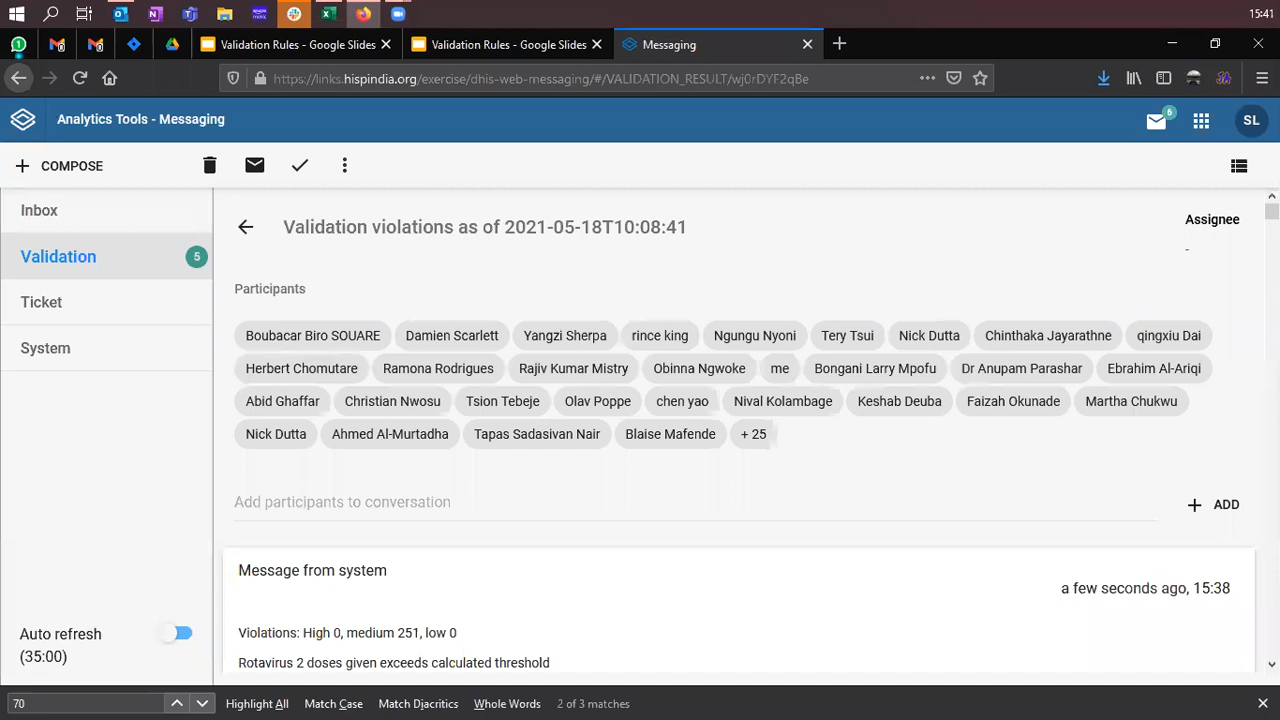 15:41
Validation Rules - Google Slides
Validation Rules - Google Slides
Messaging
https://links.hispindia.org/exercise/dhis-web-messaging/#/VALIDATION_RESULT/wj0rDYF2qBe
Analytics Tools - Messaging
6
SL
COMPOSE
Inbox
Validation
5
Ticket
System
Auto refresh
(35:00)
Validation violations as of 2021-05-18T10:08:41
Assignee
-
Participants
Boubacar Biro SOUARE Damien Scarlett Yangzi Sherpa rince king Ngungu Nyoni Tery Tsui Nick Dutta Chinthaka Jayarathne qingxiu Dai
Herbert Chomutare Ramona Rodrigues Rajiv Kumar Mistry Obinna Ngwoke me Bongani Larry Mpofu Dr Anupam Parashar Ebrahim Al-Ariqi
Abid Ghaffar Christian Nwosu Tsion Tebeje Olav Poppe chen yao Nival Kolambage Keshab Deuba Faizah Okunade Martha Chukwu
Nick Dutta Ahmed Al-Murtadha Tapas Sadasivan Nair Blaise Mafende + 25
Add participants to conversation
ADD
Message from system
a few seconds ago, 15:38
Violations: High 0, medium 251, low 0
Rotavirus 2 doses given exceeds calculated threshold
70 Highlight All Match Case Match Diacritics Whole Words 2 of 3 matches